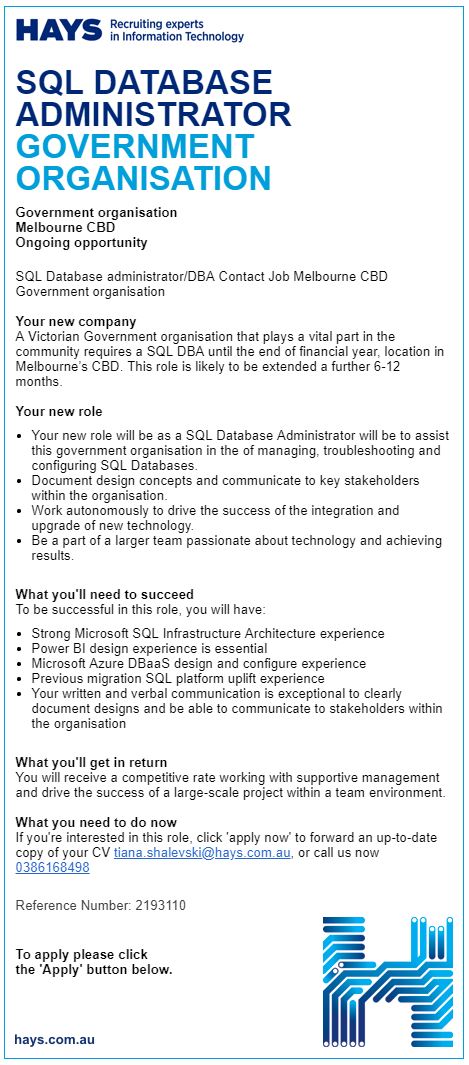 HAYS Recruiting experts
in Information Technology
SQL DATABASE
ADMINISTRATOR
GOVERNMENT
ORGANISATION
Government organisation
Melbourne CBD
Ongoing opportunity
SQL Database administrator/DBA Contact Job Melbourne CBD
Government organisation
Your new company
A Victorian Government organisation that plays a vital part in the
community requires a SQL DBA until the end of financial year, location in
Melbourne's CBD. This role is likely to be extended a further 6-12
months.
Your new role
• Your new role will be as a SQL Database Administrator will be to assist
this government organisation in the of managing, troubleshooting and
configuring SQL Databases.
• Document design concepts and communicate to key stakeholders
within the organisation.
• Work autonomously to drive the success of the integration and
upgrade of new technology.
• Be a part of a larger team passionate about technology and achieving
results.
What you'll need to succeed
To be successful in this role, you will have:
• Strong Microsoft SQL Infrastructure Architecture experience
• Power BI design experience is essential
• Microsoft Azure DBaaS design and configure experience
• Previous migration SQL platform uplift experience
• Your written and verbal communication is exceptional to clearly
document designs and be able to communicate to stakeholders within
the organisation
What you'll get in return
You will receive a competitive rate working with supportive management
and drive the success of a large-scale project within a team environment.
What you need to do now
If you're interested in this role, click 'apply now' to forward an up-to-date
copy of your CV tiana.shalevski@hays.com.au, or call us now
0386168498
Reference Number: 2193110
To apply please click
the 'Apply' button below.
hays.com.au